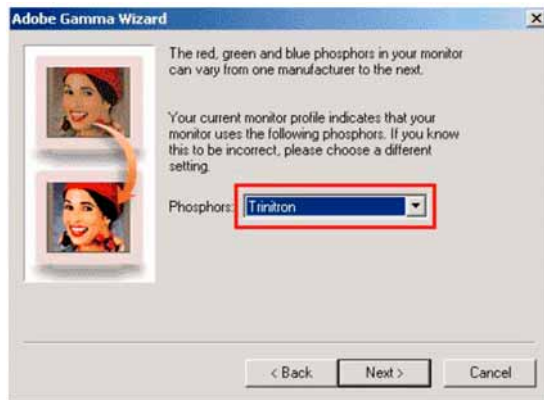 Adobe Gamma Wizard
The red, green and blue phosphors in your monitor
can vary from one manufacturer to the next.
Your current monitor profile indicates that your
monitor uses the following phosphors. If you know
this to be incorrect, please choose a different
setting.
Phosphors: Trinitron
< Back Next > Cancel